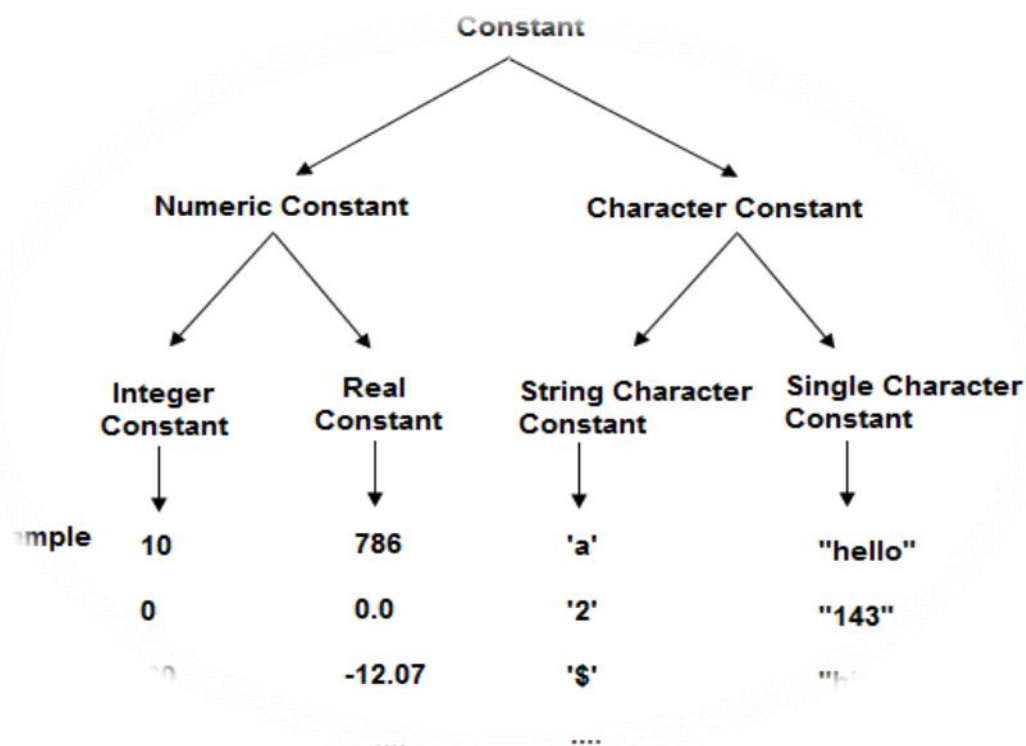 Constant
Numeric Constant Character Constant
Integer Real String Character Single Character
Constant Constant Constant Constant
10 786 'a' "hello"
0 0.0 '2' "143"
-12.07 '$'
.... ....